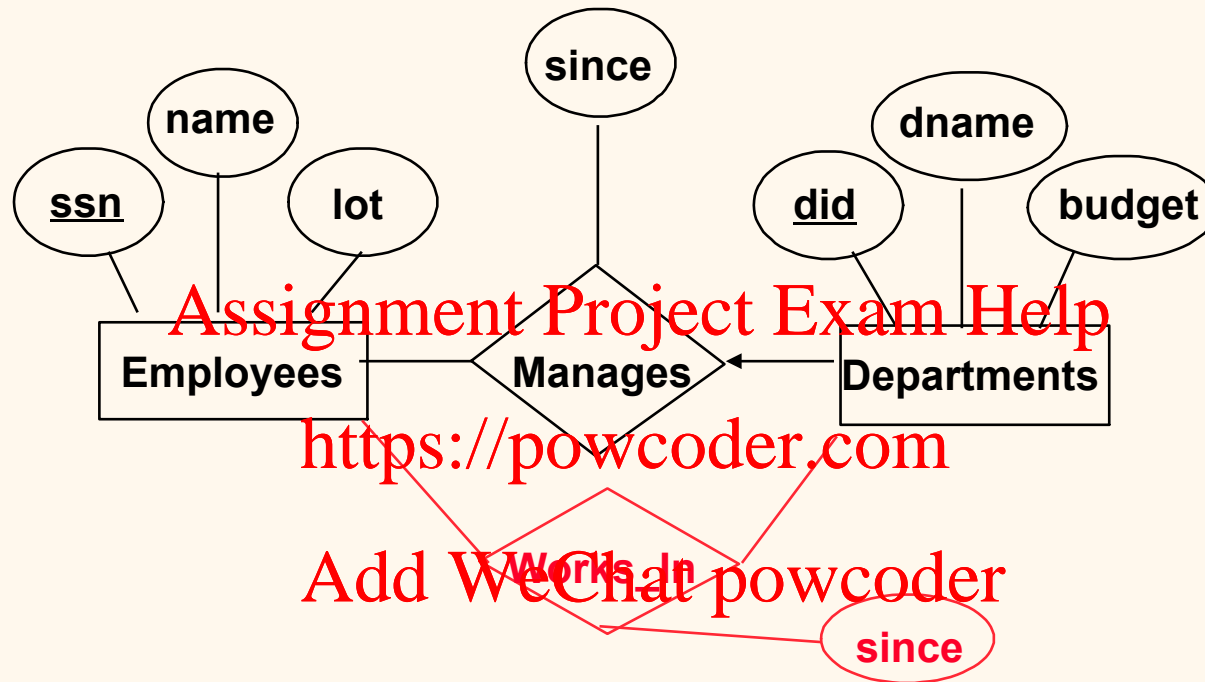 since
name
dname
ssn
lot
did
budget
Assignment Project Exam Help
Employees
Manages
Departments
https://powcoder.com
Works_In
Add WeChat powcoder
since